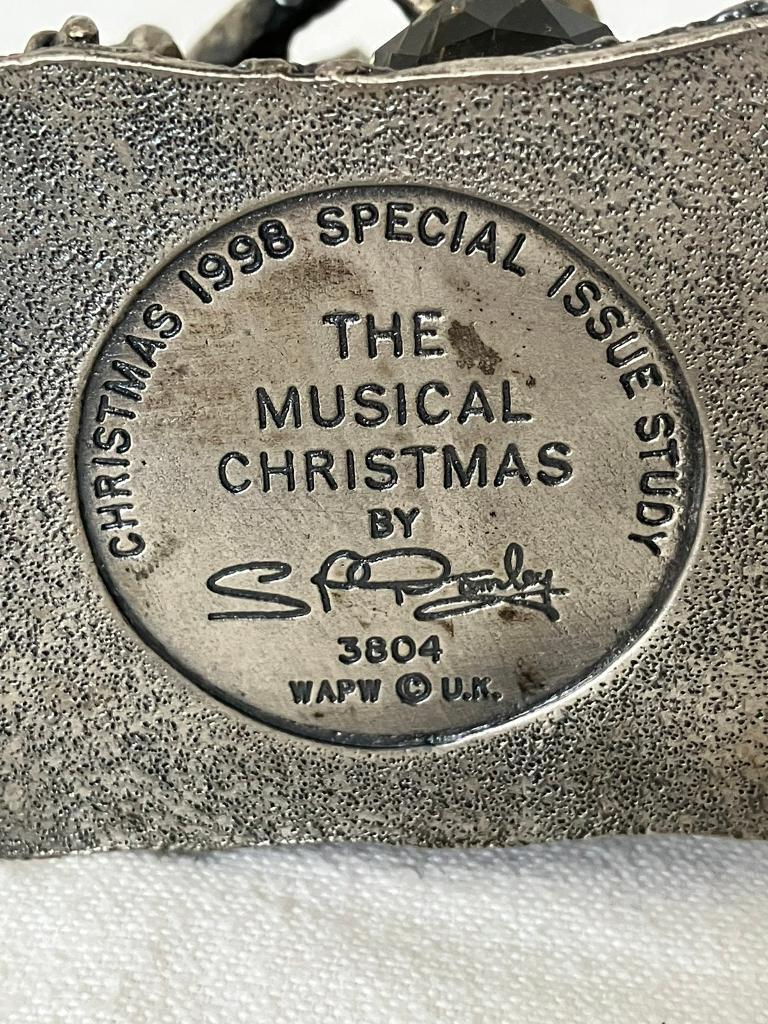 CHRISTMAS 1998 SPECIAL ISSUE STUDY
THE
MUSICAL
CHRISTMAS
BY
3804
WAPW © U.K.